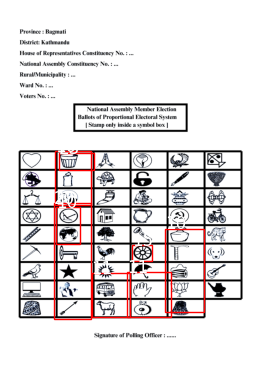 Province : Bagmati
District: Kathmandu
House of Representatives Constituency No. : ...
National Assembly Constituency No. : ...
Rural/Municipality : ...
Ward No. : ...
Voters No. : ...
National Assembly Member Election
Ballots of Proportional Electoral System
[ Stamp only inside a symbol box ]
Signature of Polling Officer : ......